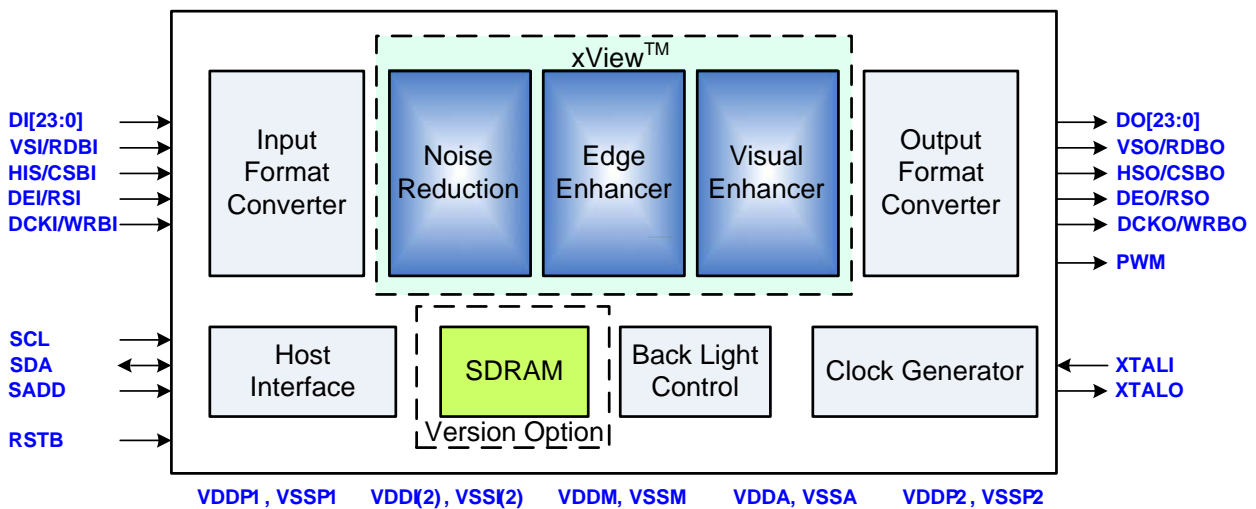 xView™
Input
Format
Converter
Noise
Reduction
Edge
Enhancer
Visual
Enhancer
Output
Format
Converter
DI[23:0]
VSI/RDBI
HIS/CSBI
DEI/RSI
DCKI/WRBI
DO[23:0]
VSO/RDBO
HSO/CSBO
DEO/RSO
DCKO/WRBO
PWM
SCL
SDA
SADD
RSTB
Host
Interface
SDRAM
Version Option
Back Light
Control
Clock Generator
XTALI
XTALO
VDDP1 , VSSP1
VDDI(2) , VSSI(2)
VDDM, VSSM
VDDA, VSSA
VDDP2 , VSSP2